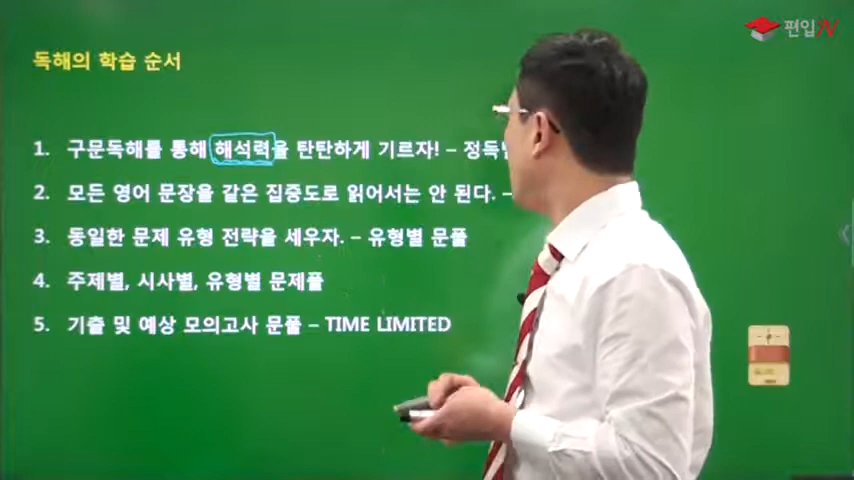 편입N
독해의 학습 순서
1. 구문독해를 통해 해석력을 탄탄하게 기르자! –
2. 모든 영어 문장을 같은 집중도로 읽어서는 안 된다. –
3. 동일한 문제 유형 전략을 세우자. – 유형별 문풀
4. 주제별, 시사별, 유형별 문제풀
5. 기출 및 예상 모의고사 문풀 – TIME LIMITED